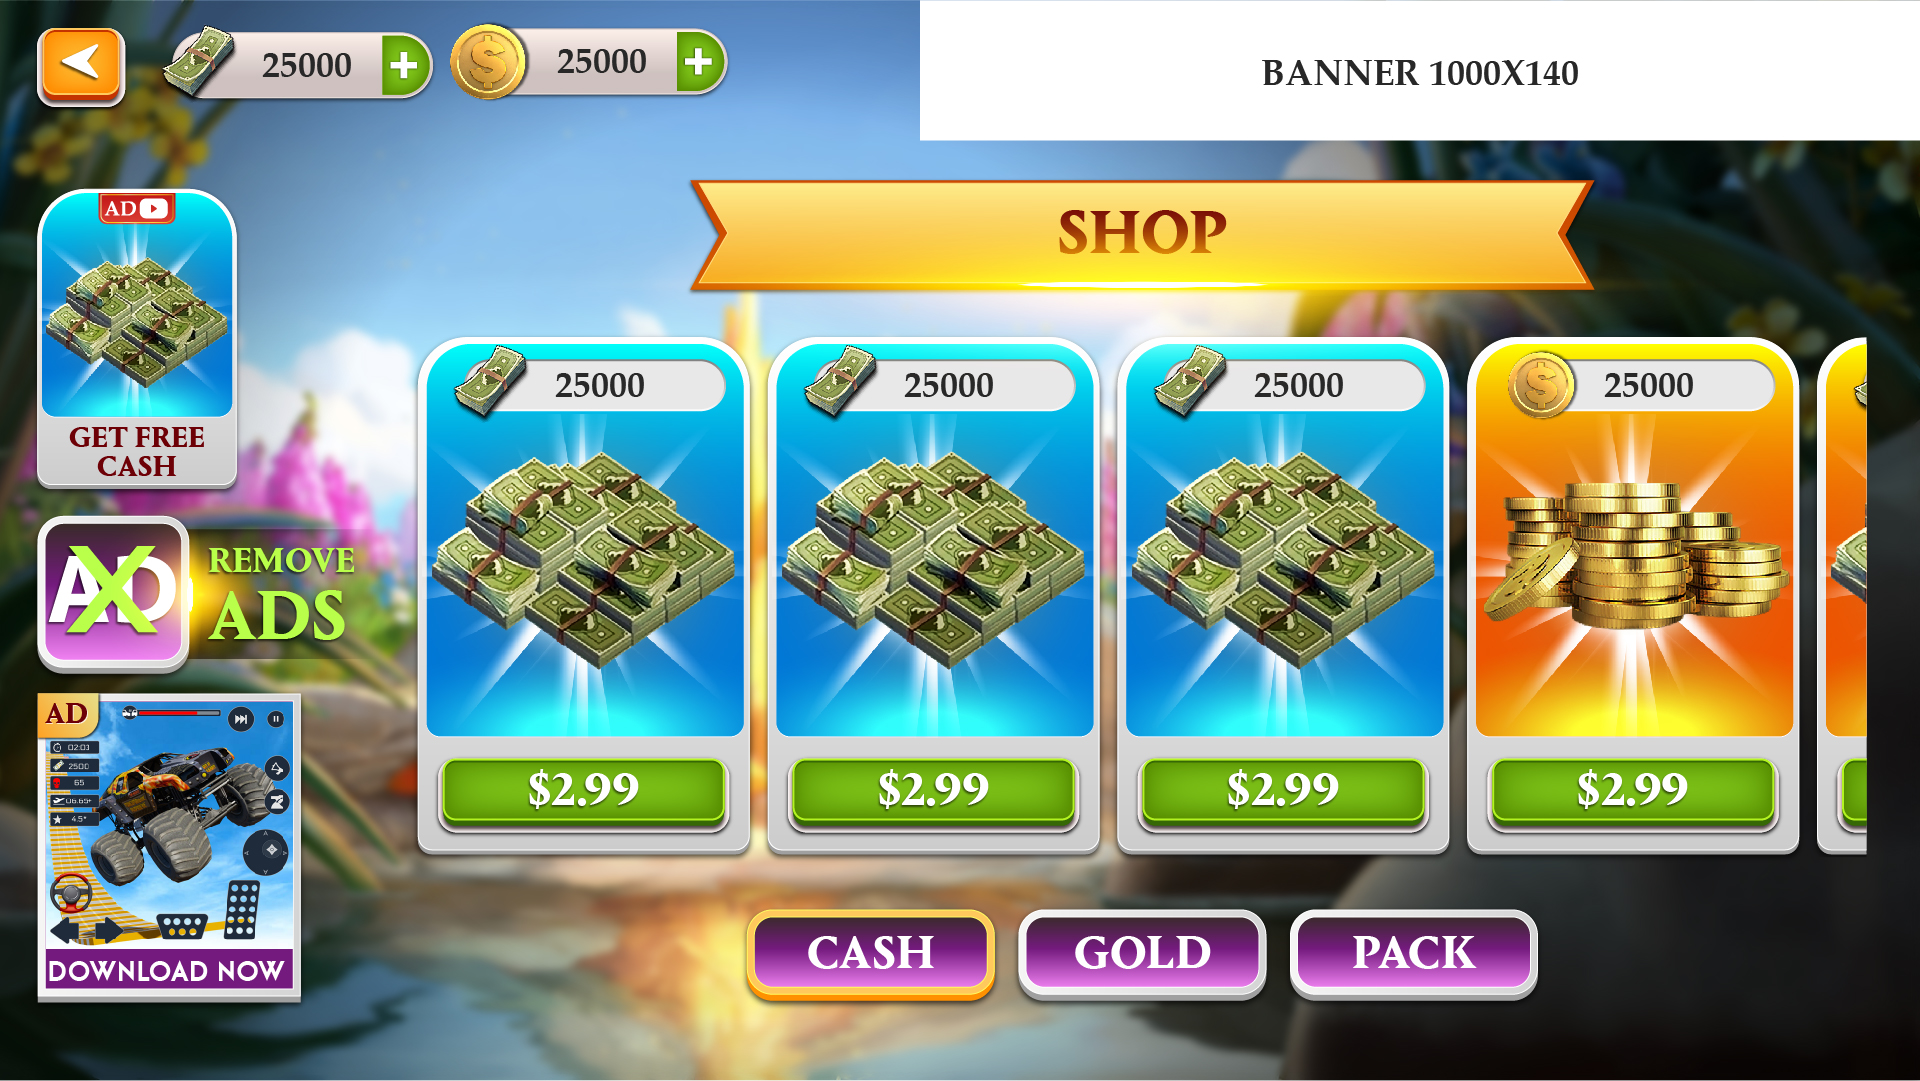 25000
25000
BANNER 1000X140
SHOP
AD
GET FREE
CASH
25000
25000
25000
25000
AD
REMOVE
ADS
AD
02:03
2500
65
4.5*
DOWNLOAD NOW
$2.99
$2.99
$2.99
$2.99
CASH
GOLD
PACK